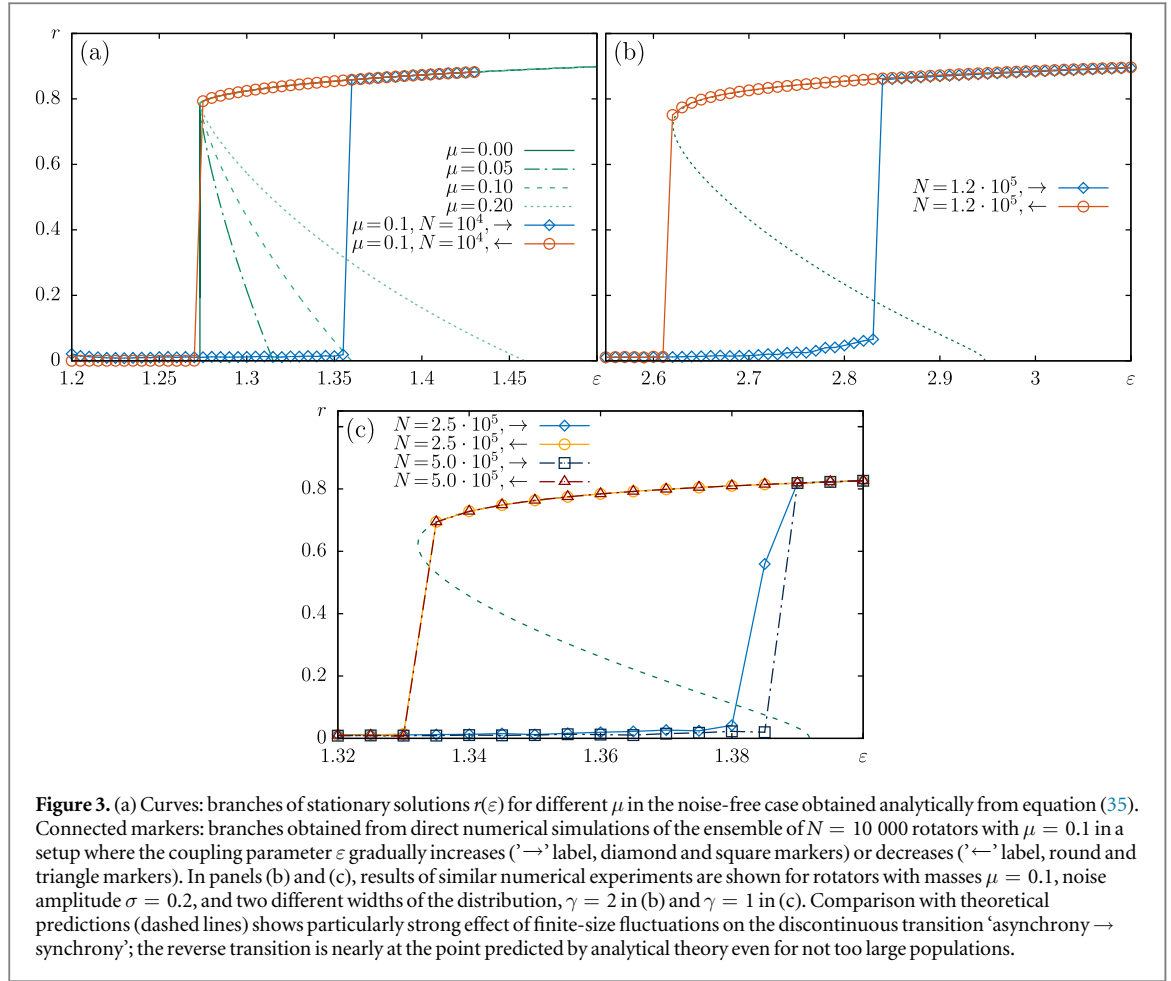 r
(a)
0.8
0.6
0.4
0.2
0
μ=0.00
μ=0.05
μ=0.10
μ=0.20
μ=0.1, N=10⁴, →
μ=0.1, N=10⁴, ←
1.2 1.25 1.3 1.35 1.4 1.45 ε
(b)
N=1.2·10⁵, →
N=1.2·10⁵, ←
2.6 2.7 2.8 2.9 3 ε
r
(c)
N=2.5·10⁵, →
N=2.5·10⁵, ←
N=5.0·10⁵, →
N=5.0·10⁵, ←
0.8
0.6
0.4
0.2
0
1.32 1.34 1.36 1.38 ε
Figure 3. (a) Curves: branches of stationary solutions r(ε) for different μ in the noise-free case obtained analytically from equation (35).
Connected markers: branches obtained from direct numerical simulations of the ensemble of N = 10 000 rotators with μ = 0.1 in a
setup where the coupling parameter ε gradually increases ('→' label, diamond and square markers) or decreases ('←' label, round and
triangle markers). In panels (b) and (c), results of similar numerical experiments are shown for rotators with masses μ = 0.1, noise
amplitude σ = 0.2, and two different widths of the distribution, γ = 2 in (b) and γ = 1 in (c). Comparison with theoretical
predictions (dashed lines) shows particularly strong effect of finite-size fluctuations on the discontinuous transition 'asynchrony →
synchrony'; the reverse transition is nearly at the point predicted by analytical theory even for not too large populations.